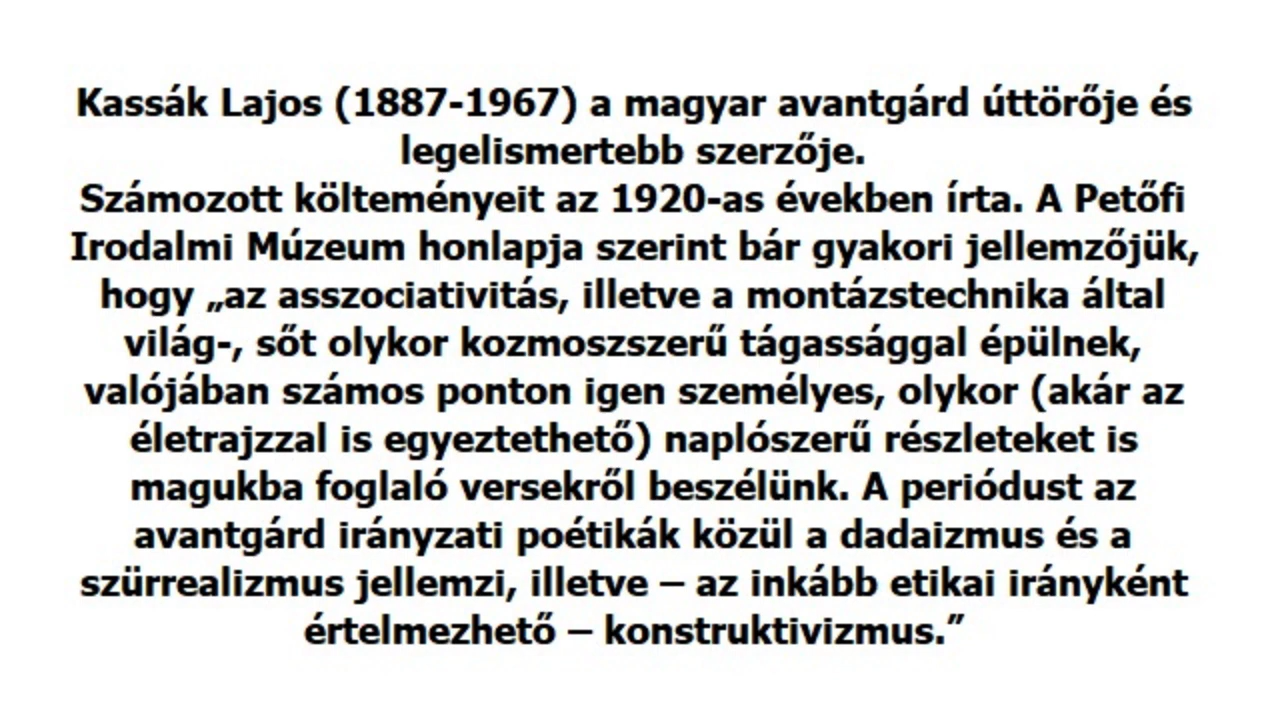 Kassák Lajos (1887-1967) a magyar avantgárd úttörője és
legelismertebb szerzője.
Számozott költeményeit az 1920-as években írta. A Petőfi
Irodalmi Múzeum honlapja szerint bár gyakori jellemzőjük,
hogy „az asszociativitás, illetve a montázstechnika által
világ-, sőt olykor kozmoszszerű tágassággal épülnek,
valójában számos ponton igen személyes, olykor (akár az
életrajzzal is egyeztethető) naplószerű részleteket is
magukba foglaló versekről beszélünk. A periódust az
avantgárd irányzati poétikák közül a dadaizmus és a
szürrealizmus jellemzi, illetve – az inkább etikai irányként
értelmezhető – konstruktivizmus.”